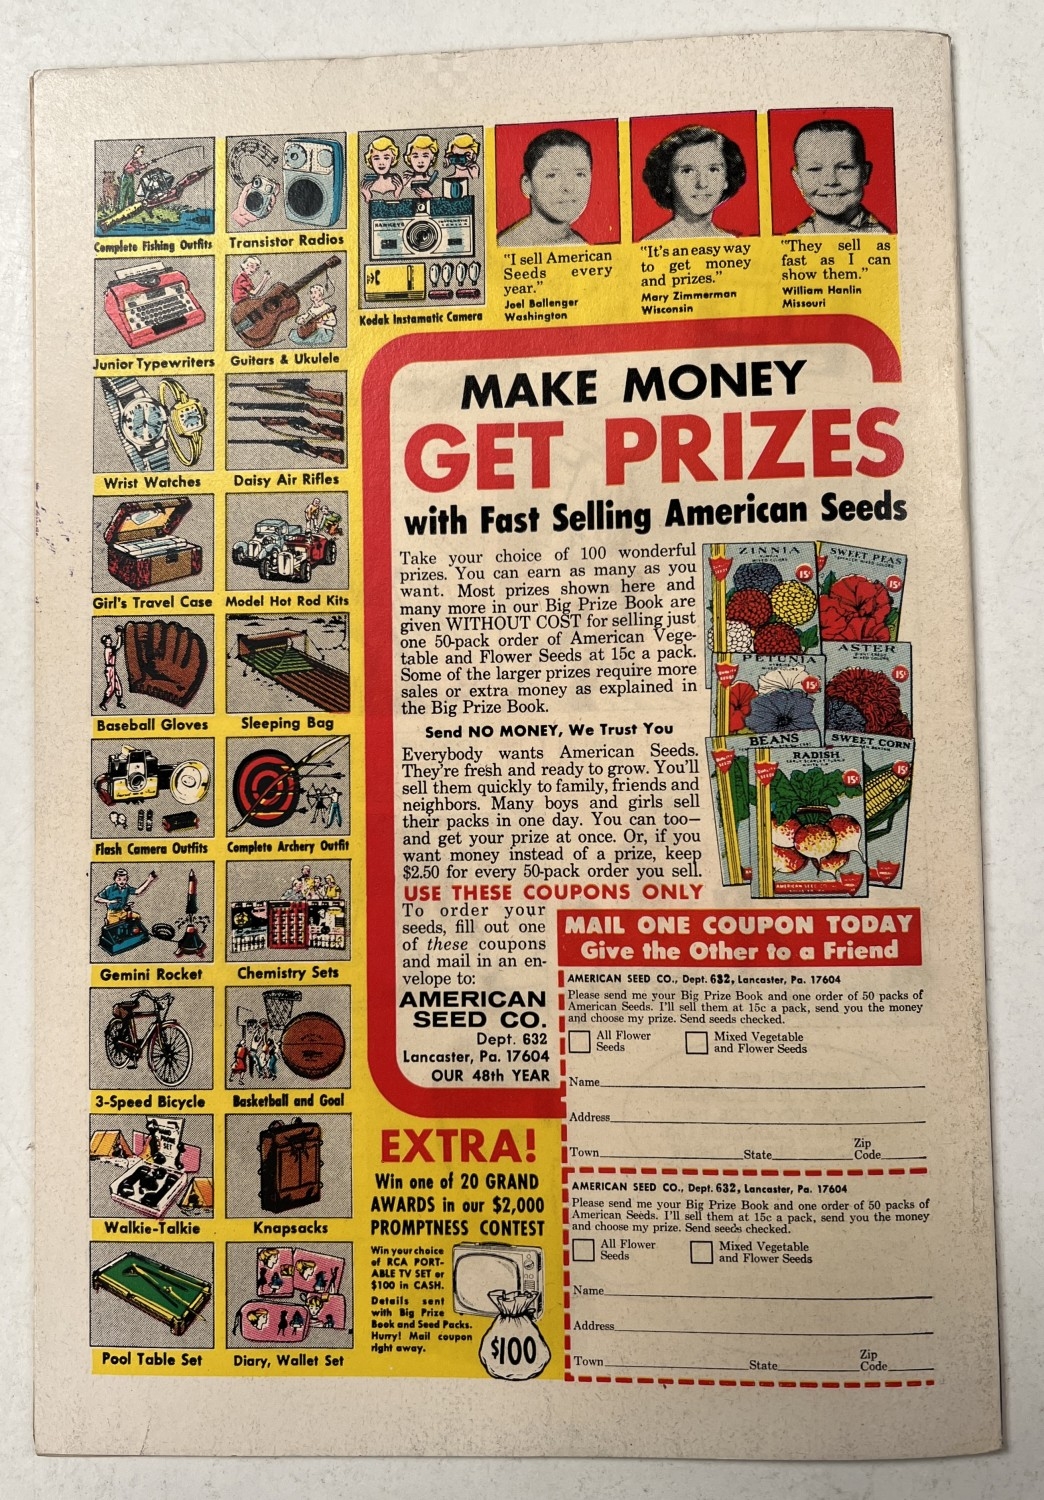 Complete Fishing Outfits
Transistor Radios
Kodak Instamatic Camera
Junior Typewriters
Guitars & Ukulele
Wrist Watches
Daisy Air Rifles
Girl's Travel Case
Model Hot Rod Kits
Baseball Gloves
Sleeping Bag
Flash Camera Outfits
Complete Archery Outfit
Gemini Rocket
Chemistry Sets
3-Speed Bicycle
Basketball and Goal
Walkie-Talkie
Knapsacks
Pool Table Set
Diary, Wallet Set
"I sell American
Seeds every
year."
Joel Ballenger
Washington
"It's an easy way
to get money
and prizes."
Mary Zimmerman
Wisconsin
"They sell as
fast as I can
show them."
William Hanlin
Missouri
MAKE MONEY
GET PRIZES
with Fast Selling American Seeds
Take your choice of 100 wonderful
prizes. You can earn as many as you
want. Most prizes shown here and
many more in our Big Prize Book are
given WITHOUT COST for selling just
one 50-pack order of American Vege-
table and Flower Seeds at 15c a pack.
Some of the larger prizes require more
sales or extra money as explained in
the Big Prize Book.
Send NO MONEY, We Trust You
Everybody wants American Seeds.
They're fresh and ready to grow. You'll
sell them quickly to family, friends and
neighbors. Many boys and girls sell
their packs in one day. You can too—
and get your prize at once. Or, if you
want money instead of a prize, keep
$2.50 for every 50-pack order you sell.
USE THESE COUPONS ONLY
To order your
seeds, fill out one
of these coupons
and mail in an en-
velope to:
AMERICAN
SEED CO.
Dept. 632
Lancaster, Pa. 17604
OUR 48th YEAR
ZINNIA
15¢
SWEET PEAS
15¢
PETUNIA
15¢
ASTER
15¢
BEANS
SWEET CORN
15¢
RADISH
15¢
AMERICAN SEED
MAIL ONE COUPON TODAY
Give the Other to a Friend
AMERICAN SEED CO., Dept. 632, Lancaster, Pa. 17604
Please send me your Big Prize Book and one order of 50 packs of
American Seeds. I'll sell them at 15c a pack, send you the money
and choose my prize. Send seeds checked.
All Flower
Seeds
Mixed Vegetable
and Flower Seeds
Name
Address
Town State Zip
Code
AMERICAN SEED CO., Dept. 632, Lancaster, Pa. 17604
Please send me your Big Prize Book and one order of 50 packs of
American Seeds. I'll sell them at 15c a pack, send you the money
and choose my prize. Send seeds checked.
All Flower
Seeds
Mixed Vegetable
and Flower Seeds
Name
Address
Town State Zip
Code
EXTRA!
Win one of 20 GRAND
AWARDS in our $2,000
PROMPTNESS CONTEST
Win your choice
of RCA PORT-
ABLE TV SET or
$100 in CASH.
Details sent
with Big Prize
Book and Seed Packs.
Hurry! Mail coupon
right away.
$100